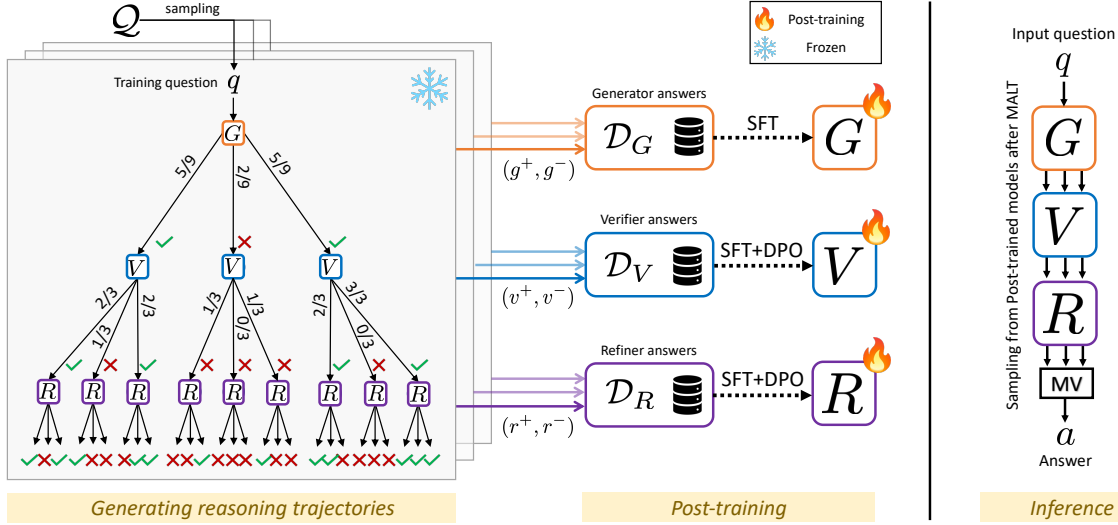 Q
sampling
Training question q
G
5/9
2/9
5/9
V
V
V
2/3
1/3
2/3
1/3
0/3
1/3
2/3
0/3
3/3
R
R
R
R
R
R
R
R
R
Generating reasoning trajectories
Post-training
Frozen
Generator answers
D_G
SFT
G
(g⁺, g⁻)
Verifier answers
D_V
SFT+DPO
V
(v⁺, v⁻)
Refiner answers
D_R
SFT+DPO
R
(r⁺, r⁻)
Post-training
Input question
q
G
V
R
MV
a
Answer
Sampling from Post-trained models after MALT
Inference